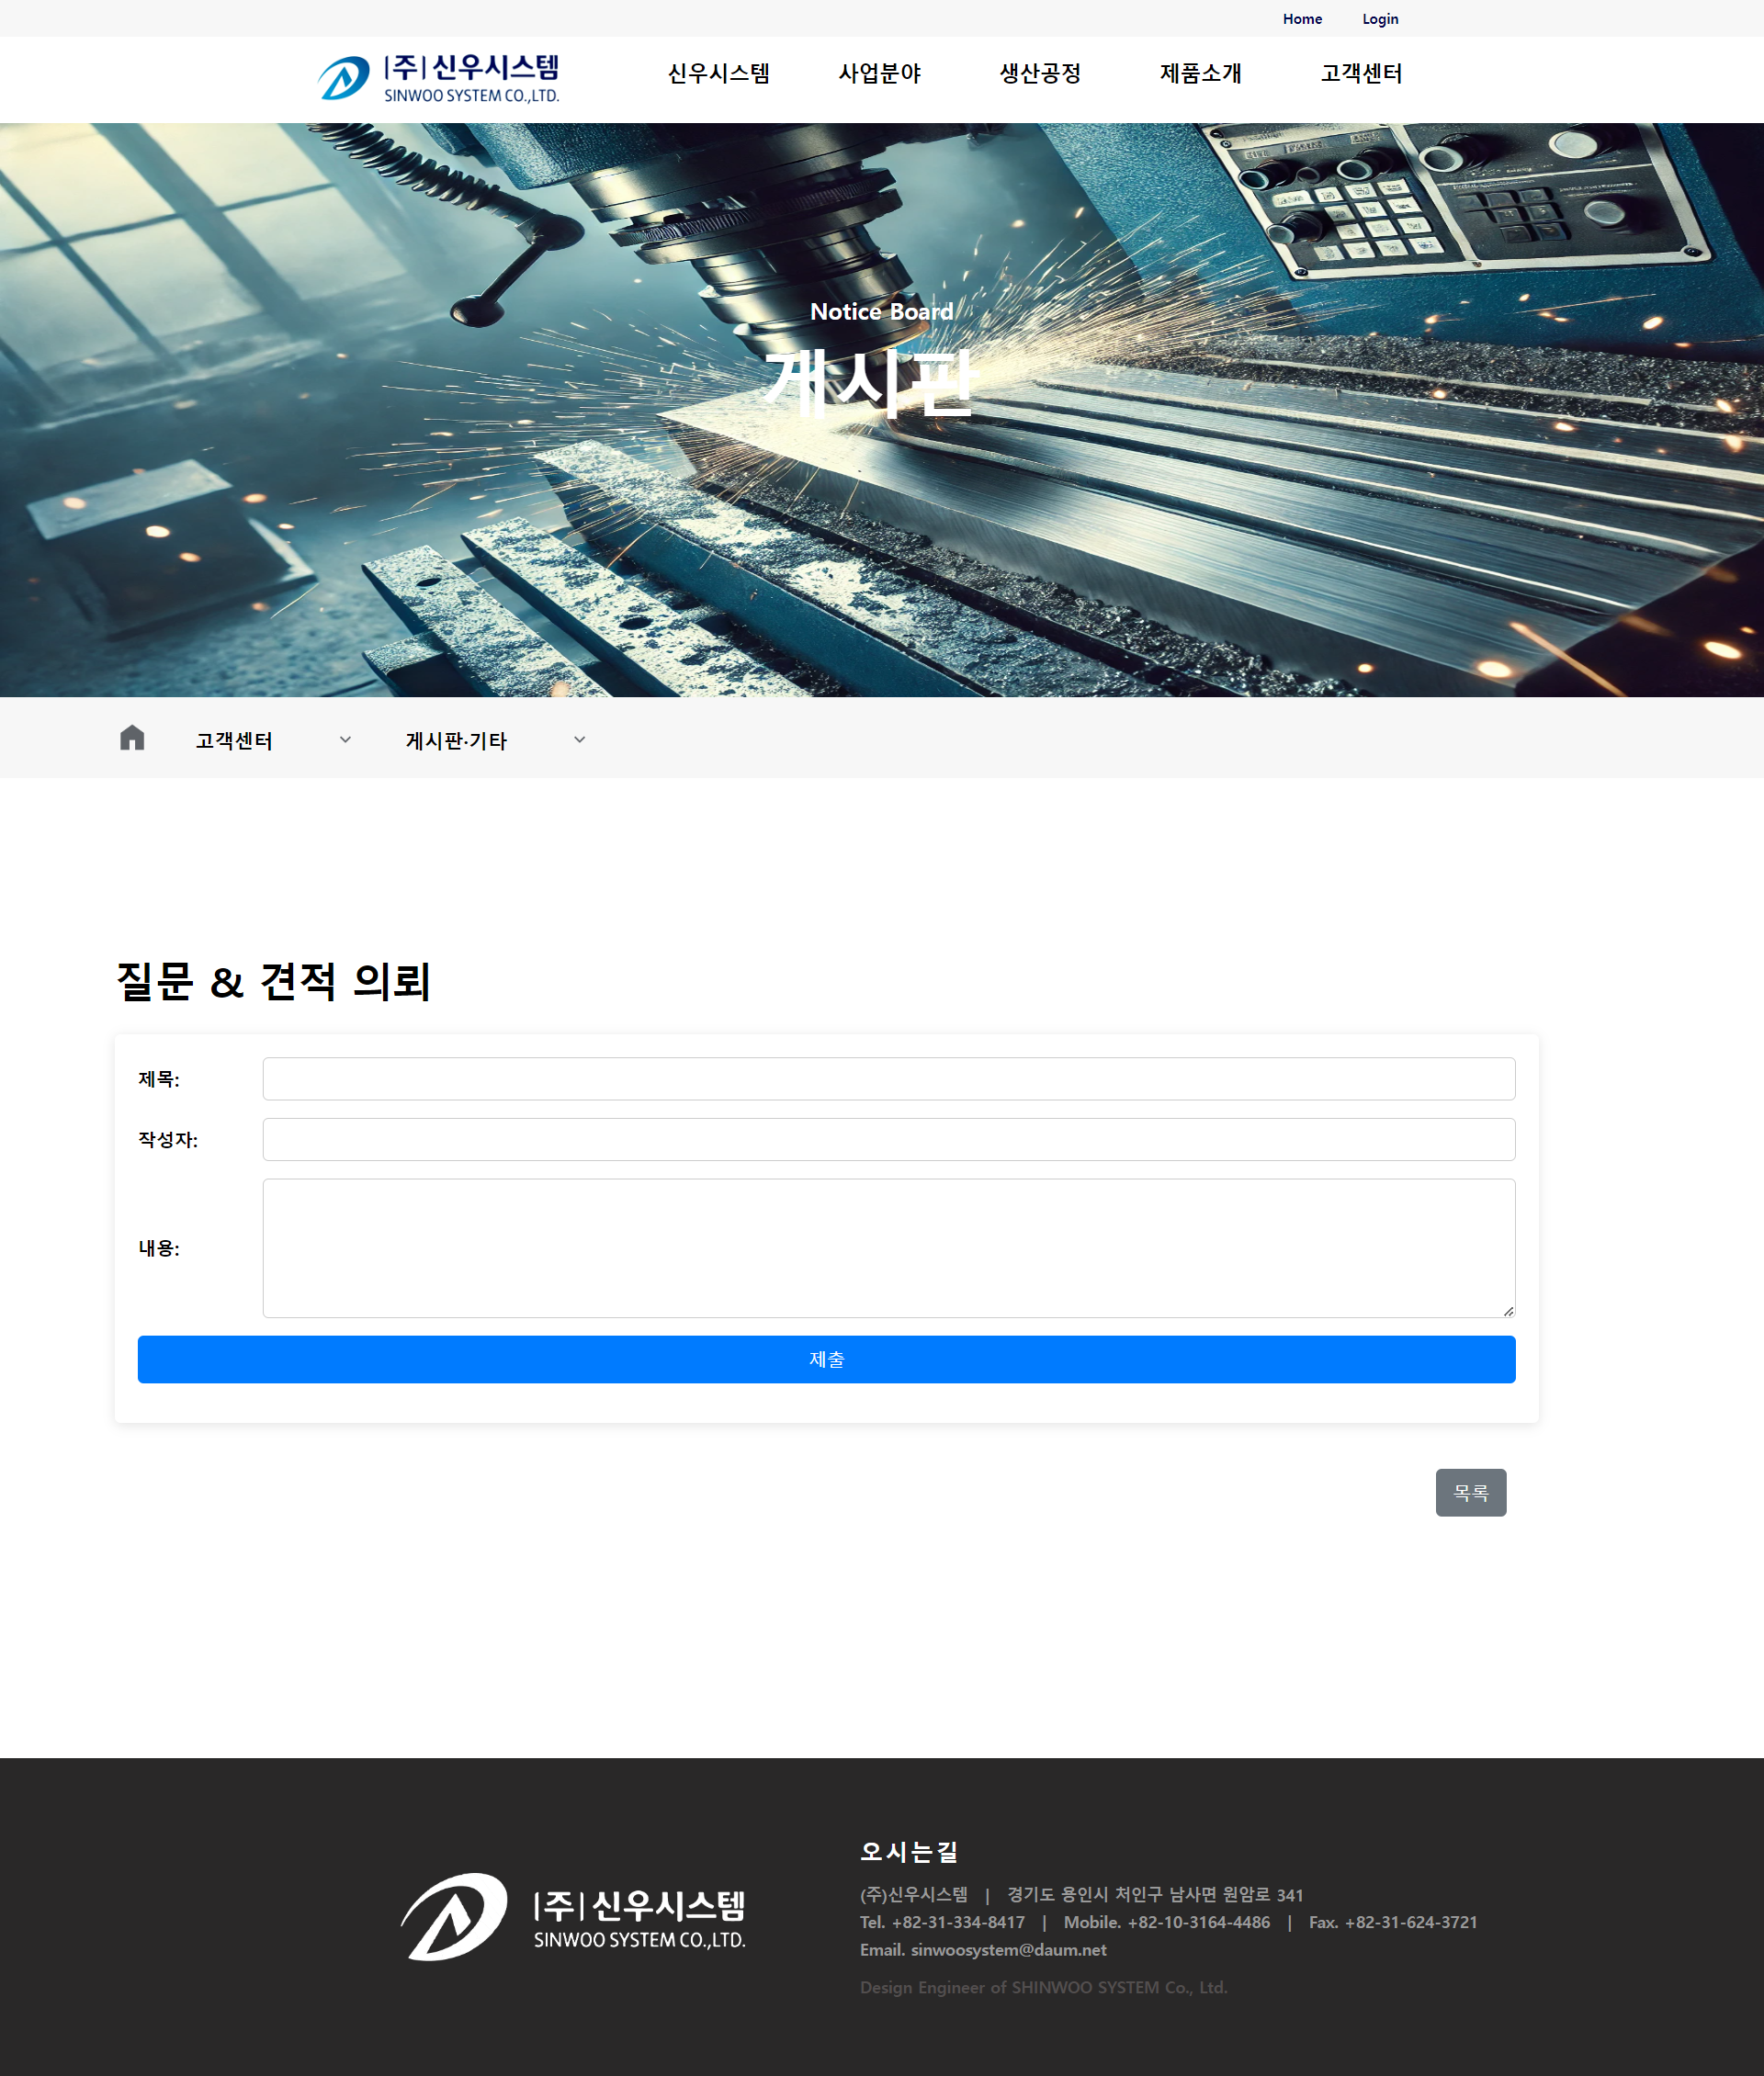 Home Login
(주) 신우시스템
SINWOO SYSTEM CO.,LTD.
신우시스템 사업분야 생산공정 제품소개 고객센터
Notice Board
게시판
고객센터 게시판·기타
질문 & 견적 의뢰
제목:
작성자:
내용:
제출
목록
(주) 신우시스템
SINWOO SYSTEM CO.,LTD.
오시는길
(주)신우시스템 | 경기도 용인시 처인구 남사면 원암로 341
Tel. +82-31-334-8417 | Mobile. +82-10-3164-4486 | Fax. +82-31-624-3721
Email. sinwoosystem@daum.net
Design Engineer of SHINWOO SYSTEM Co., Ltd.